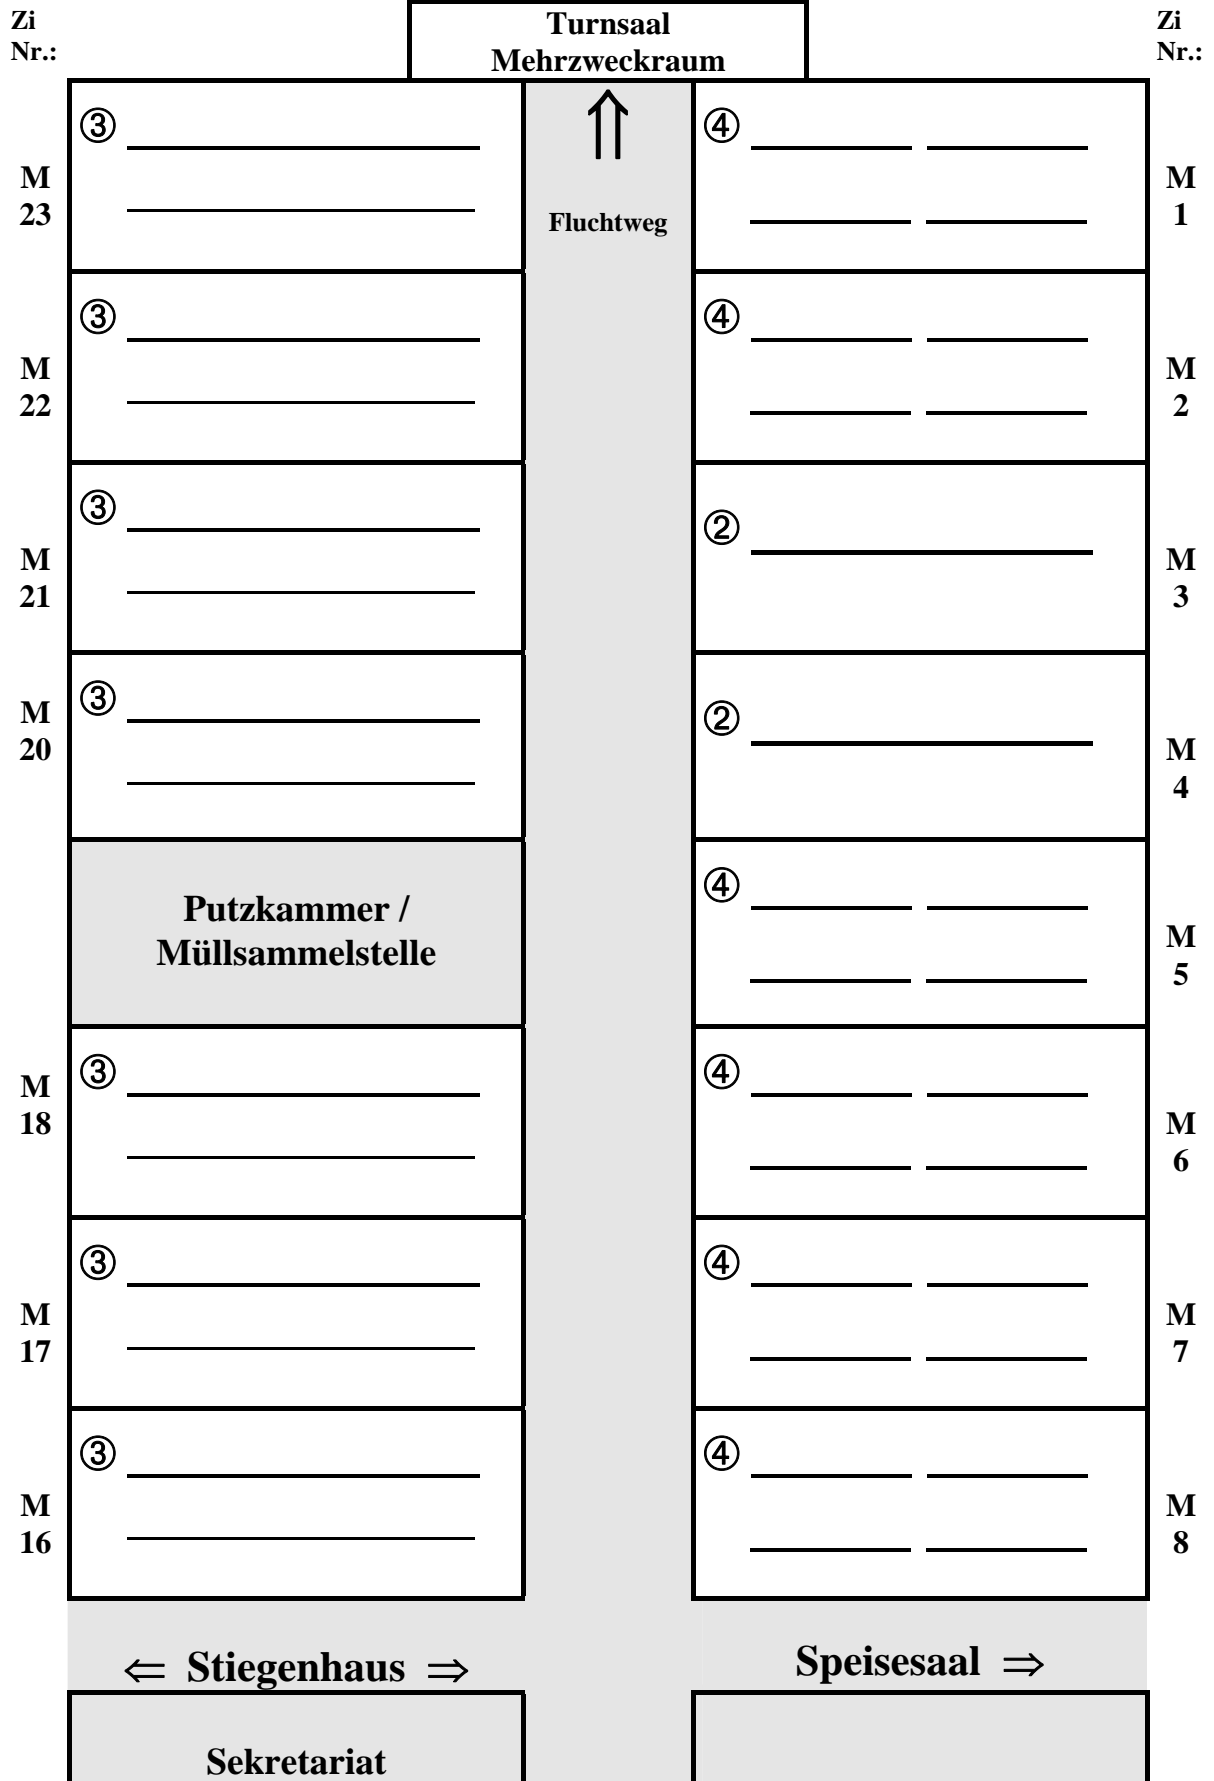 Zi
Nr.:
Turnsaal
Mehrzweckraum
Zi
Nr.:
③
M
23
⇑
Fluchtweg
④
M
1
③
M
22
④
M
2
③
M
21
②
M
3
③
M
20
②
M
4
Putzkammer /
Müllsammelstelle
④
M
5
③
M
18
④
M
6
③
M
17
④
M
7
③
M
16
④
M
8
⇐ Stiegenhaus ⇒
Speisesaal ⇒
Sekretariat